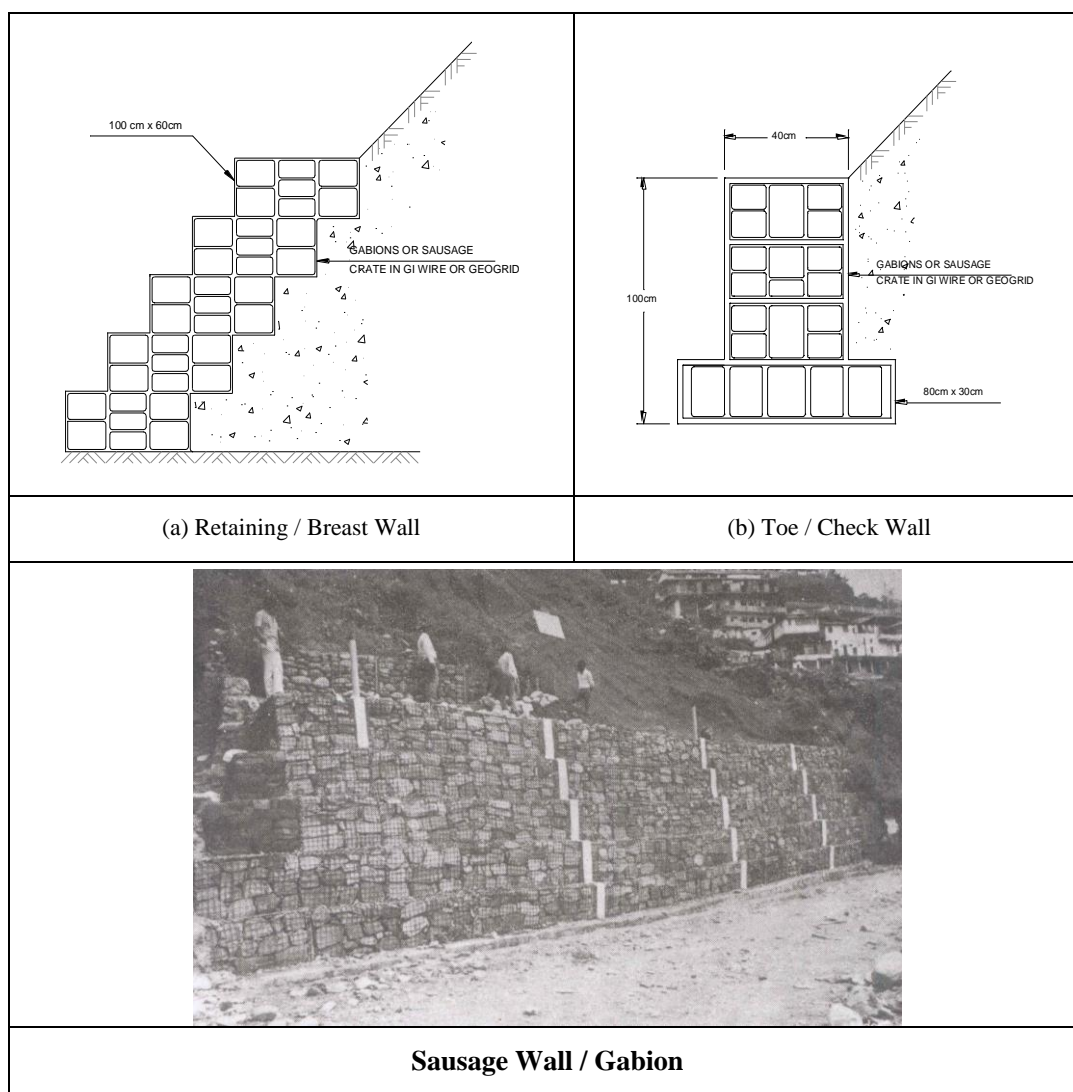 100 cm x 60cm
GABIONS OR SAUSAGE
CRATE IN GI WIRE OR GEOGRID
40cm
100cm
GABIONS OR SAUSAGE
CRATE IN GI WIRE OR GEOGRID
80cm x 30cm
(a) Retaining / Breast Wall
(b) Toe / Check Wall
Sausage Wall / Gabion